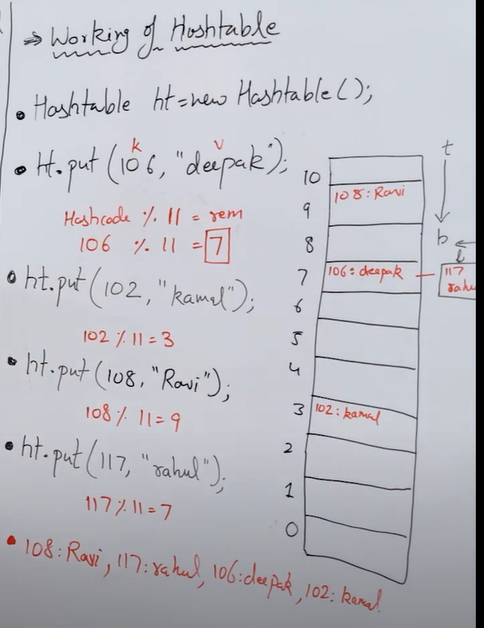 ⇒ Working of Hashtable
• Hashtable ht=new Hashtable();
k v
• Ht.put(106, "deepak");
Hashcode % 11 = rem
106 % 11 = 7
• ht.put(102, "kamal");
102 % 11 = 3
• ht.put(108, "Ravi");
108 % 11 = 9
• ht.put(117, "rahul");
117 % 11 = 7
• 108: Ravi, 117: rahul, 106: deepak, 102: kamal
10
9 108: Ravi
8
7 106: deepak
6
5
4
3 102: kamal
2
1
0
t
b
l
117
rahu